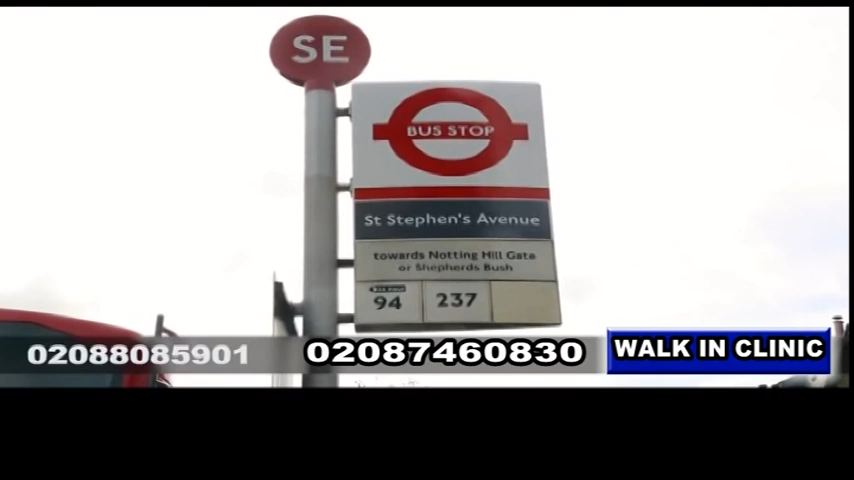 SE
BUS STOP
St Stephen's Avenue
towards Notting Hill Gate
or Shepherds Bush
94
237
02088085901
02087460830
WALK IN CLINIC